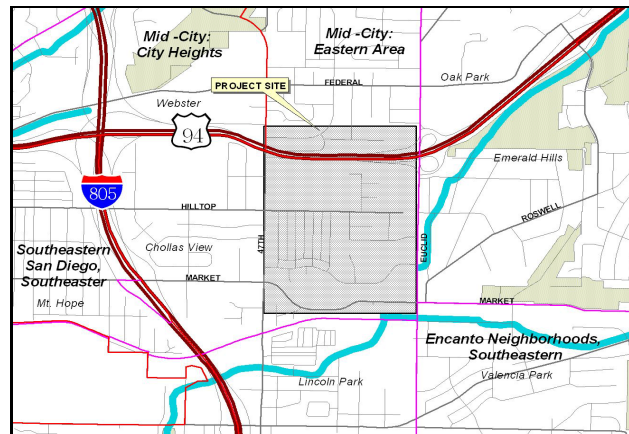 Mid -City:
City Heights
Mid -City:
Eastern Area
Oak Park
FEDERAL
PROJECT SITE
Webster
94
Emerald Hills
805
HILLTOP
ROSWELL
47TH
EUCLID
Chollas View
Southeastern
San Diego,
Southeaster
MARKET
Mt. Hope
MARKET
Encanto Neighborhoods,
Southeastern
Lincoln Park
Valencia Park